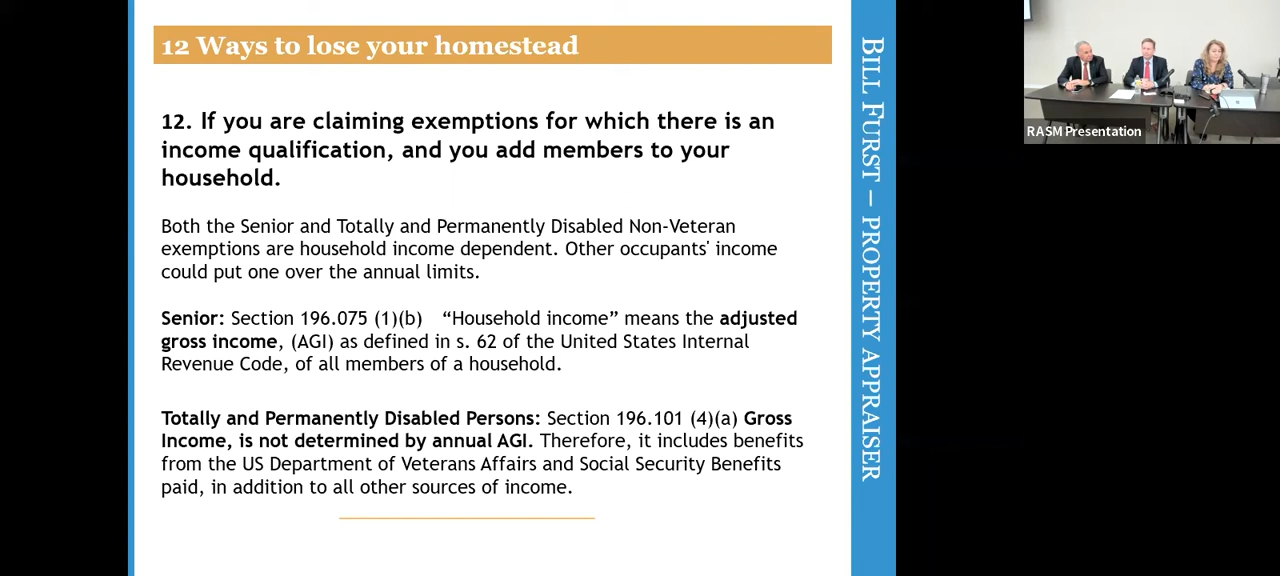 12 Ways to lose your homestead
12. If you are claiming exemptions for which there is an
income qualification, and you add members to your
household.
Both the Senior and Totally and Permanently Disabled Non-Veteran
exemptions are household income dependent. Other occupants' income
could put one over the annual limits.
Senior: Section 196.075 (1)(b) “Household income” means the adjusted
gross income, (AGI) as defined in s. 62 of the United States Internal
Revenue Code, of all members of a household.
Totally and Permanently Disabled Persons: Section 196.101 (4)(a) Gross
Income, is not determined by annual AGI. Therefore, it includes benefits
from the US Department of Veterans Affairs and Social Security Benefits
paid, in addition to all other sources of income.
BILL FURST – PROPERTY APPRAISER
RASM Presentation